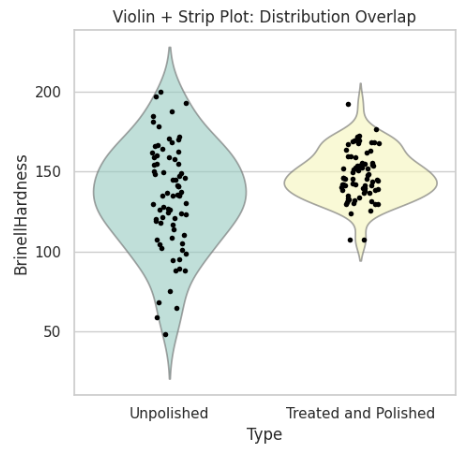 Violin + Strip Plot: Distribution Overlap
BrinellHardness
200
150
100
50
Unpolished
Treated and Polished
Type